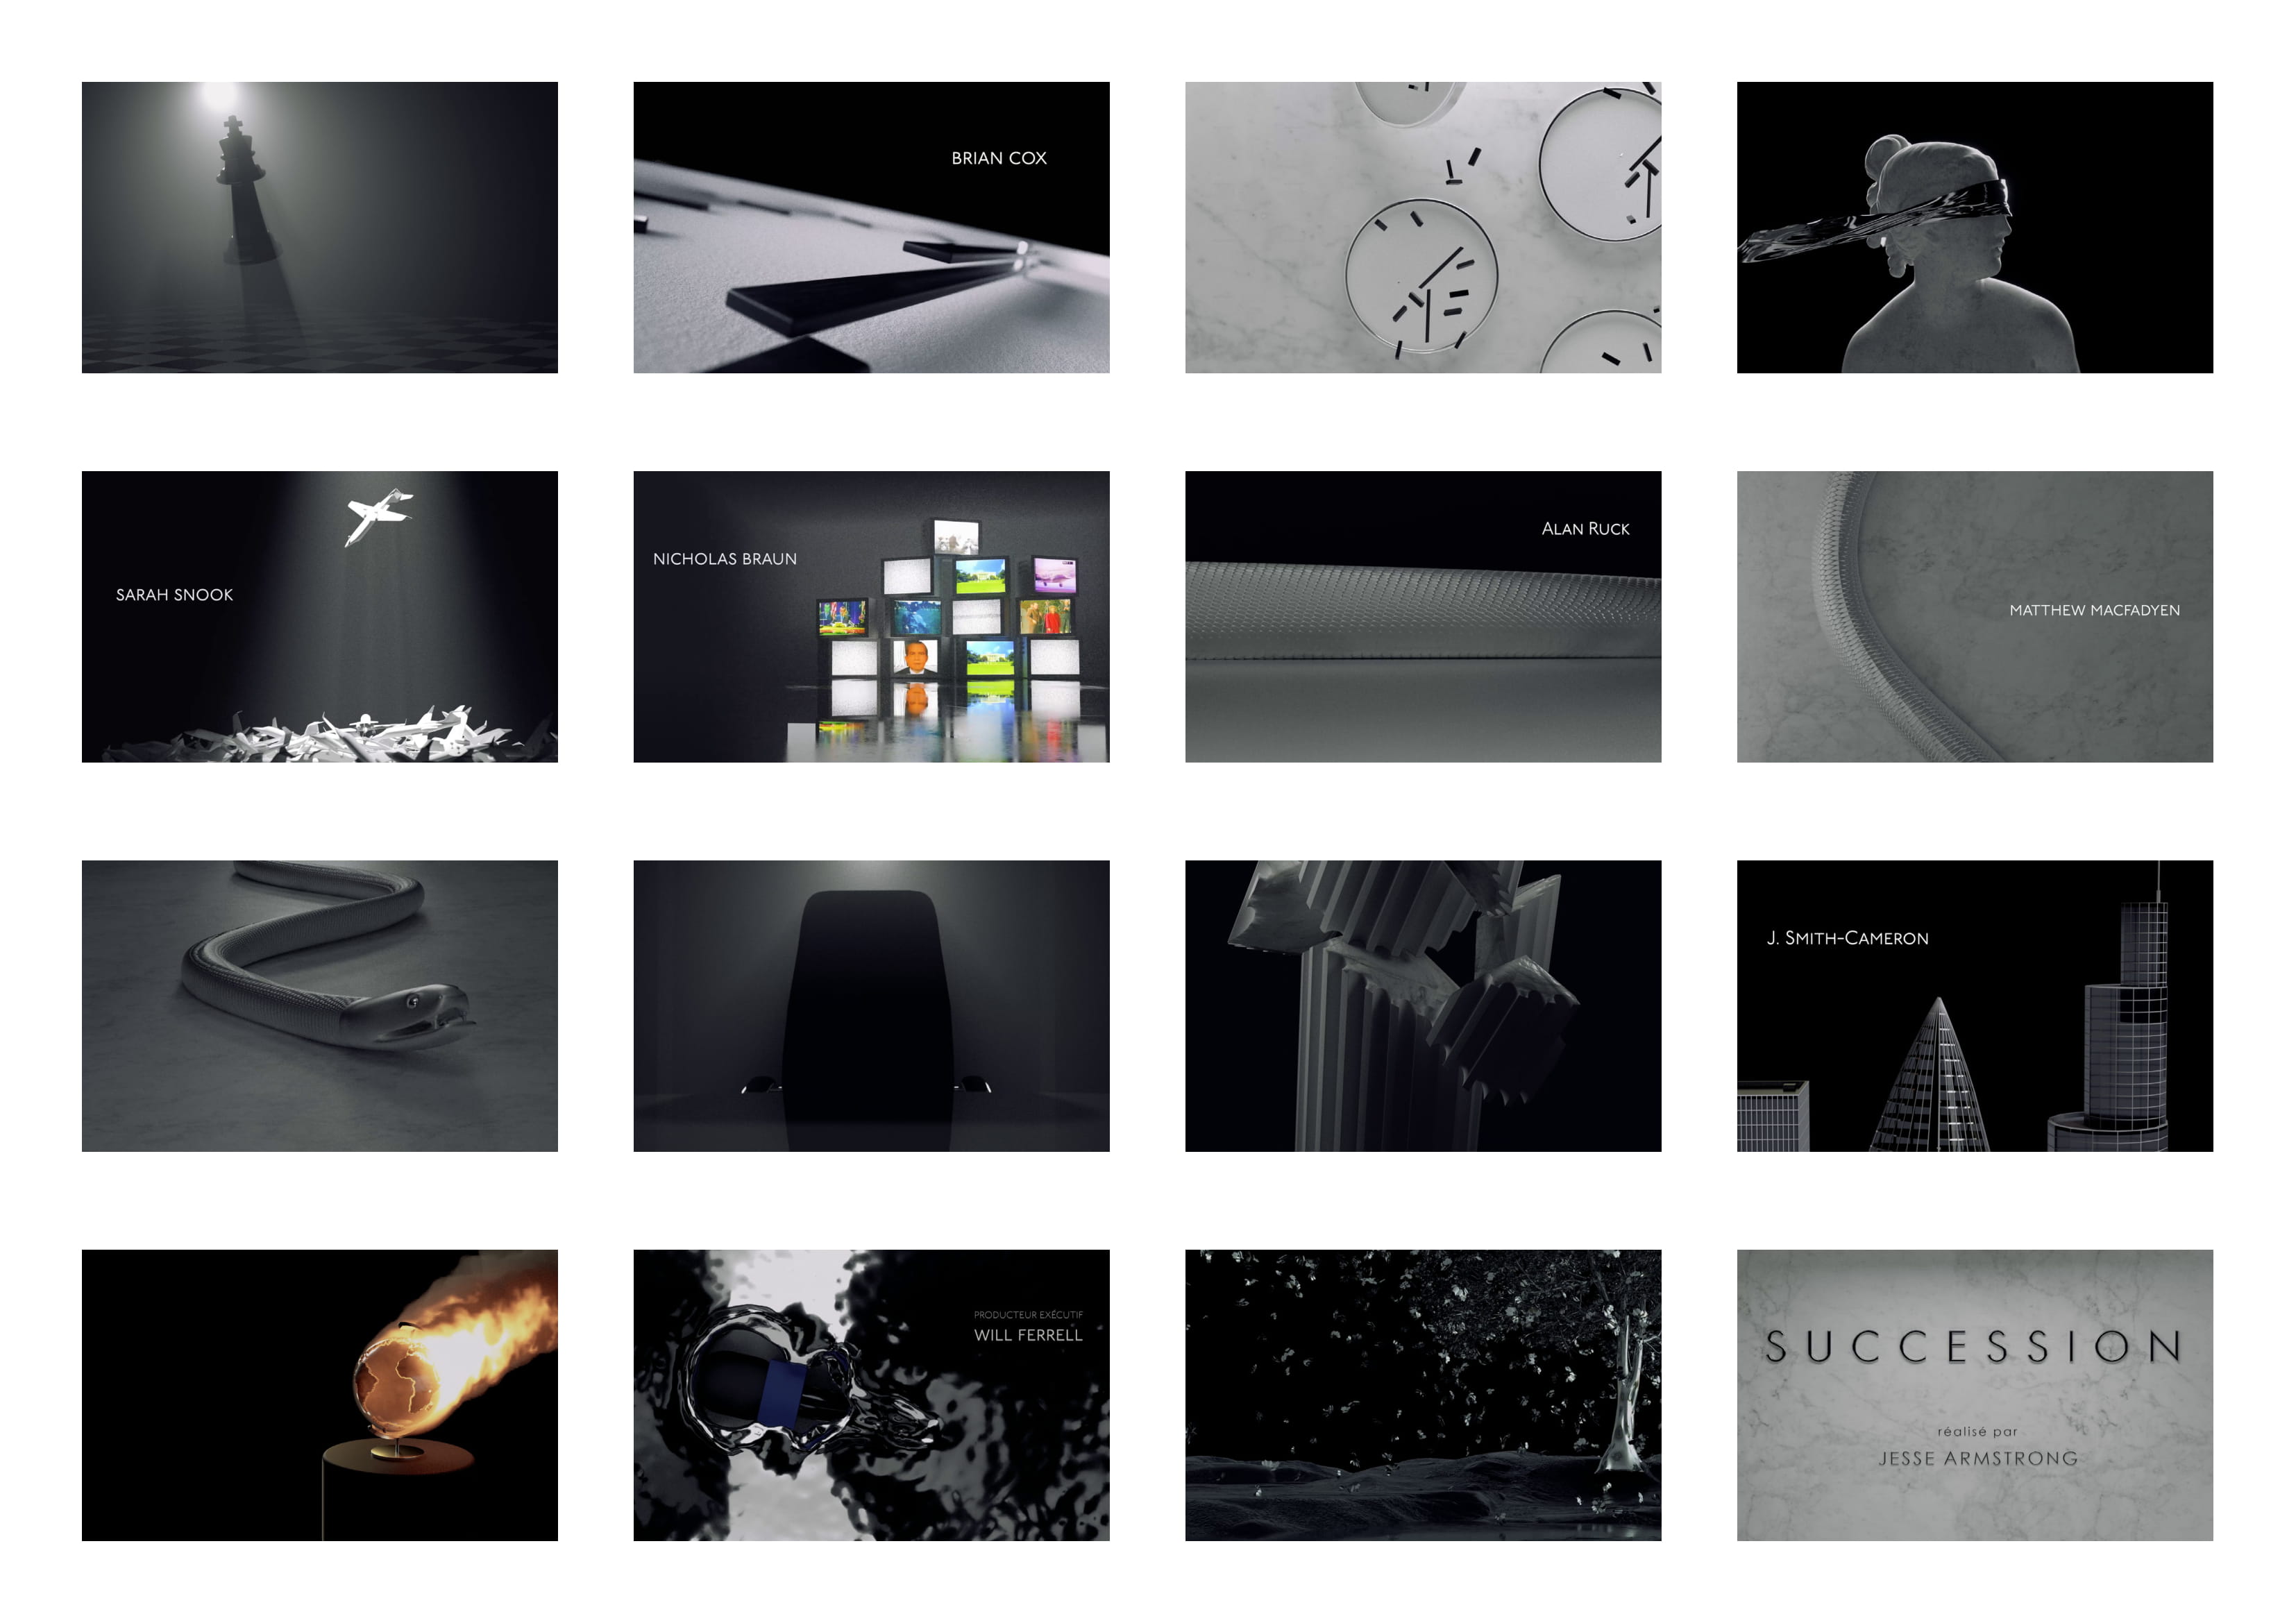 BRIAN COX
SARAH SNOOK
NICHOLAS BRAUN
ALAN RUCK
MATTHEW MACFADYEN
J. SMITH-CAMERON
PRODUCTEUR EXÉCUTIF
WILL FERRELL
SUCCESSION
réalisé par
JESSE ARMSTRONG